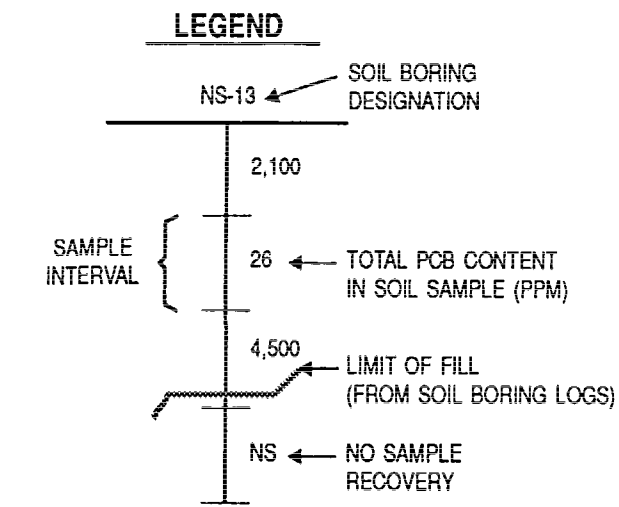 LEGEND
NS-13
SOIL BORING
DESIGNATION
2,100
SAMPLE
INTERVAL
26
TOTAL PCB CONTENT
IN SOIL SAMPLE (PPM)
4,500
LIMIT OF FILL
(FROM SOIL BORING LOGS)
NS
NO SAMPLE
RECOVERY